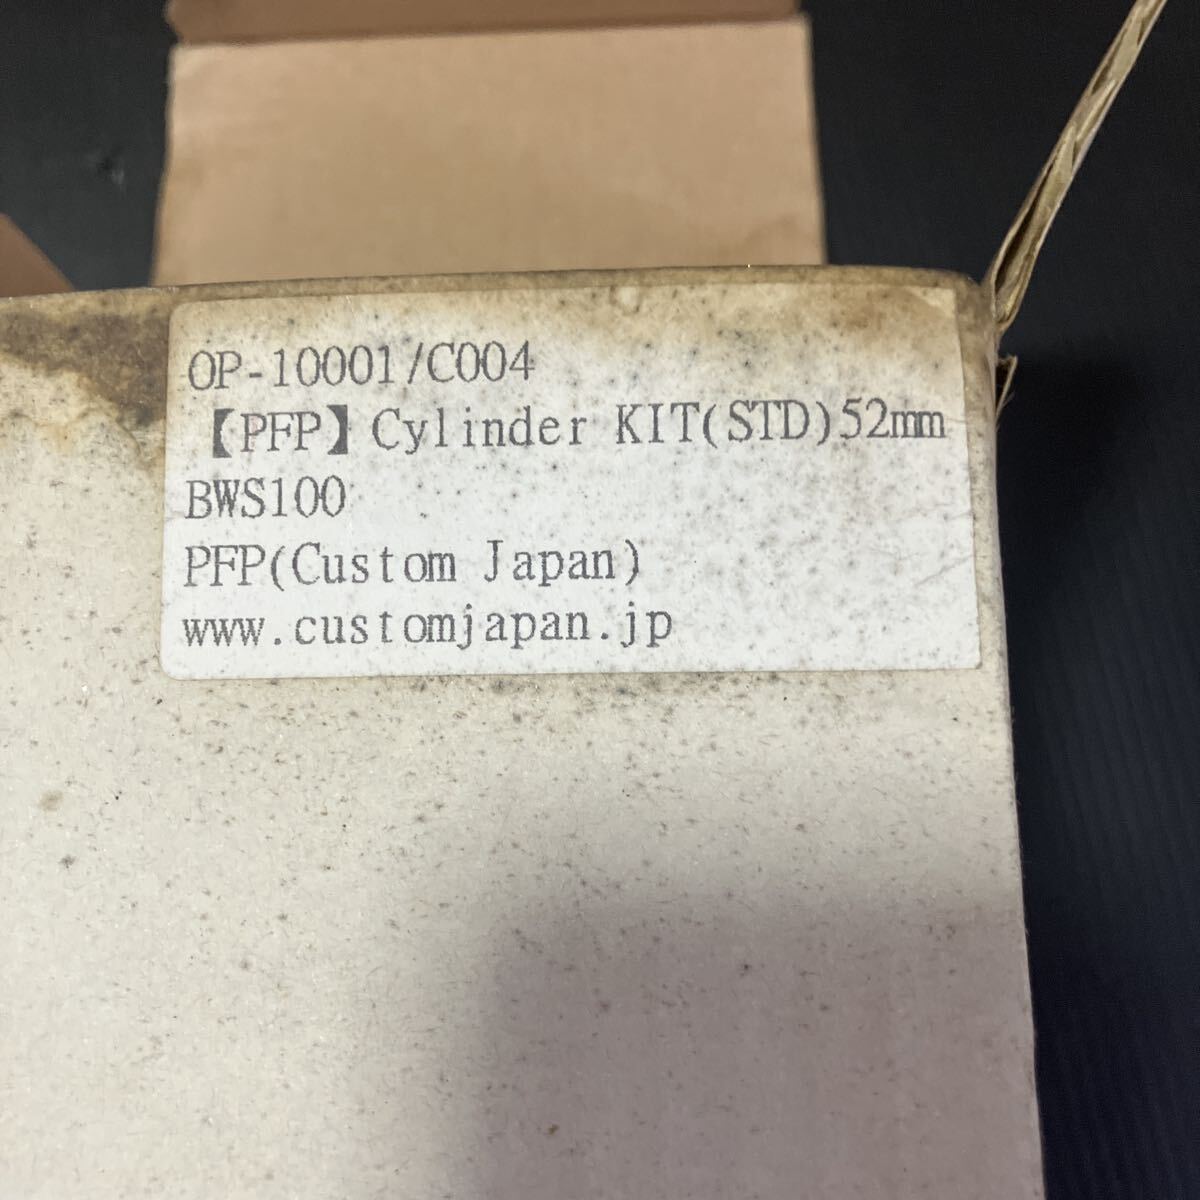 OP-10001/C004
【PFP】Cylinder KIT(STD)52mm
BWS100
PFP(Custom Japan)
www.customjapan.jp